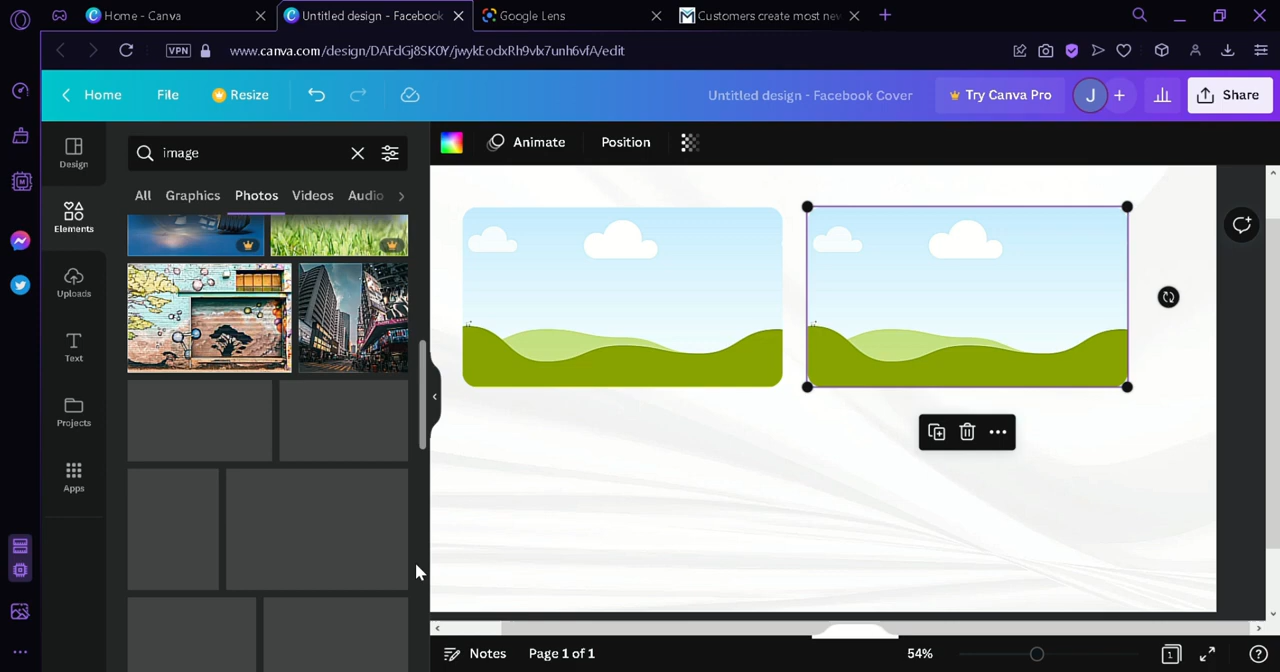 Home - Canva
Untitled design - Facebook
Google Lens
Customers create most new
VPN
www.canva.com/design/DAFdGj8SK0Y/jwykEodxRh9vlx7unh6vfA/edit
Home
File
Resize
Untitled design - Facebook Cover
Try Canva Pro
J
Share
Design
image
Animate
Position
All
Graphics
Photos
Videos
Audio
Elements
Uploads
Text
Projects
Apps
Notes
Page 1 of 1
54%
1